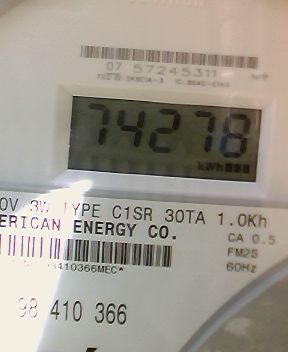 07 57245311
74278
kWh
0V 3W TYPE C1SR 30TA 1.0Kh
ERICAN ENERGY CO.
CA 0.5
FM2S
60Hz
410366MEC*
98 410 366